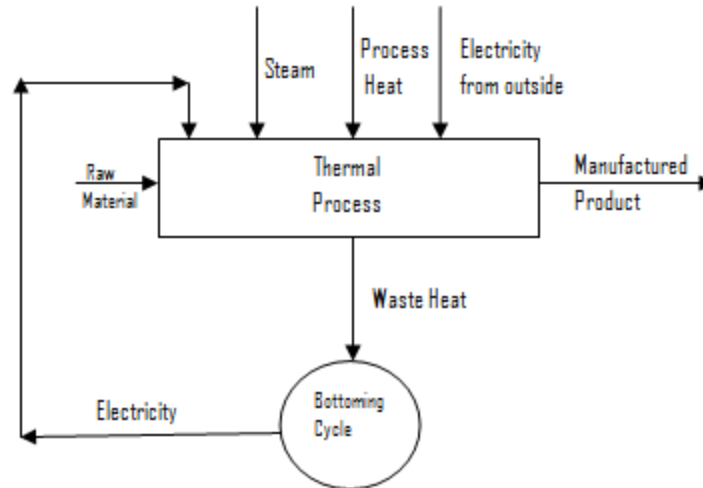 Steam
Process
Heat
Electricity
from outside
Raw
Material
Thermal
Process
Manufactured
Product
Waste Heat
Bottoming
Cycle
Electricity